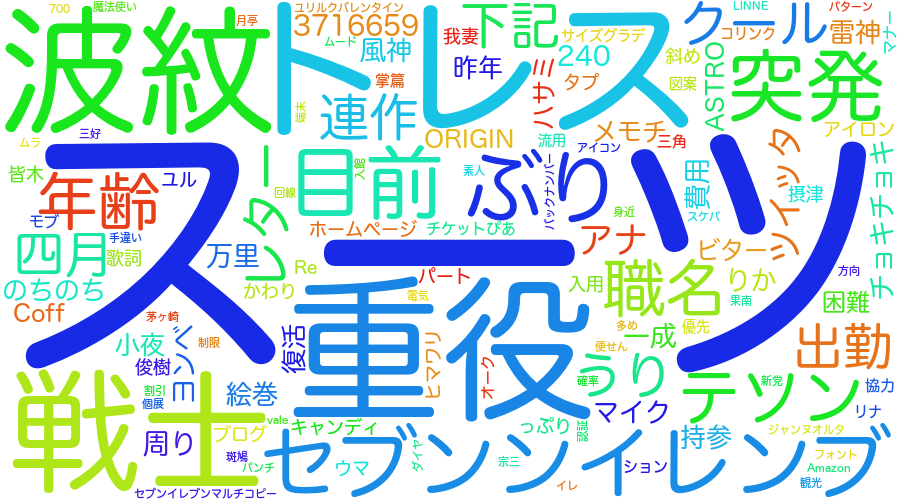 700
魔法使い
ユリルクバレンタイン
月亭
LINNE
パターン
3716659
下記
クール
コリンク
雷神
マナー
波紋
トレス
ムード
風神
我妻
サイズグラデ
240
斜め
ASTRO
突発
掌篇
昨年
ハサミ
タプ
図案
連作
端末
ORIGIN
メモチ
アイロン
ムラ
三好
流用
三角
皆木
年齢
ユル
レター
目前
入館
素人
ぶり
バックナンバー
アイコン
費用
ツイッタ
摂津
チョキチョキ
回線
モブ
手違い
ホームページ
チケットぴあ
身近
スケパ
アナ
ビター
四月
歌詞
万里
スーツ
Re
パート
方向
のちのち
かわり
電気
入用
職名
りか
果南
困難
Coff
茅ヶ崎
重役
多め
一成
優先
小夜
ヨンベ
制限
復活
ヒマワリ
オーク
便せん
出勤
俊樹
うり
戦士
割引
個展
絵巻
確率
テソン
新党
協力
vale
キャンディ
っぷり
認証
マイク
リナ
周り
ブログ
ダイヤ
持参
ジャンヌオルタ
斑鳩
パンチ
ウマ
セブンンイレンブ
宗三
ション
フォント
Amazon
セブンイレブンマルチコピー
イレ
観光